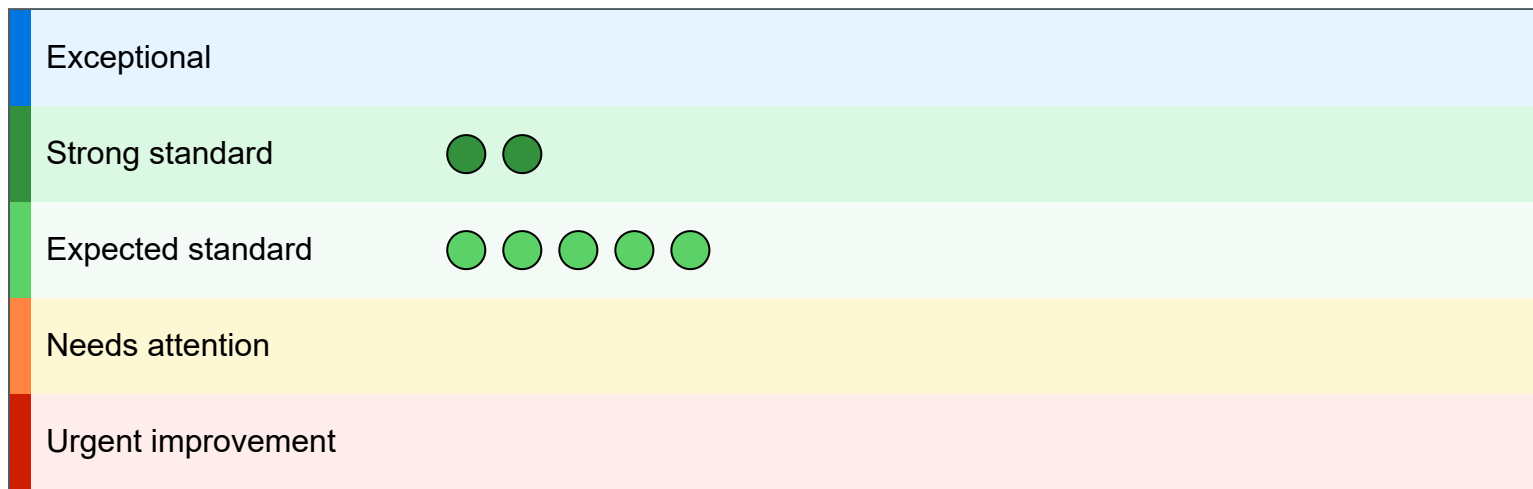 Exceptional
Strong standard
Expected standard
Needs attention
Urgent improvement